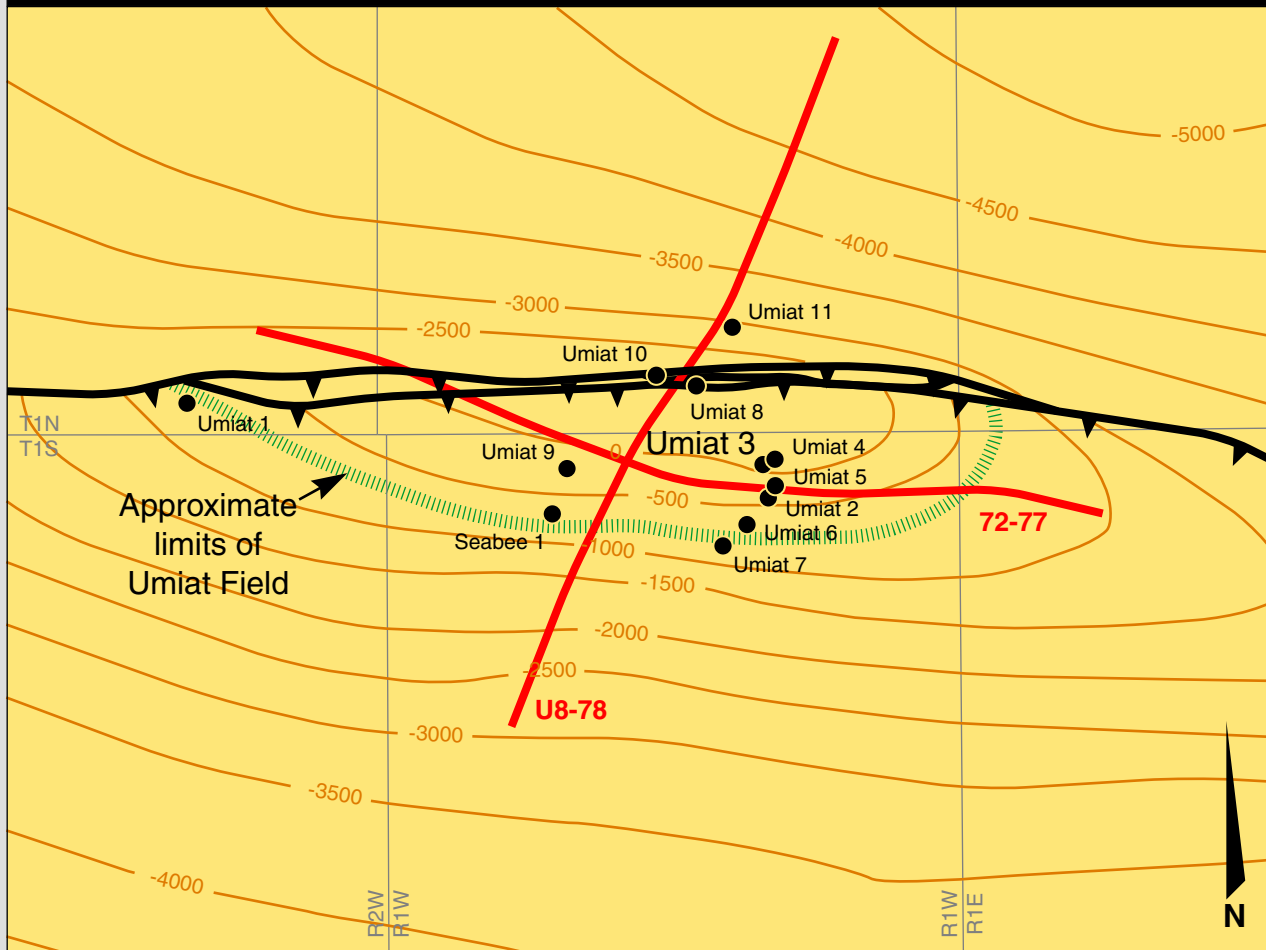 -5000
-4500
-4000
-3500
-3000
Umiat 11
-2500
Umiat 10
Umiat 8
Umiat 1
T1N
T1S
Umiat 3
Umiat 4
Umiat 9
0
Umiat 5
-500
Umiat 2
Approximate
limits of
Umiat Field
72-77
Umiat 6
Seabee 1
-1000
Umiat 7
-1500
-2000
-2500
U8-78
-3000
-3500
-4000
R2W
R1W
R1W
R1E
N